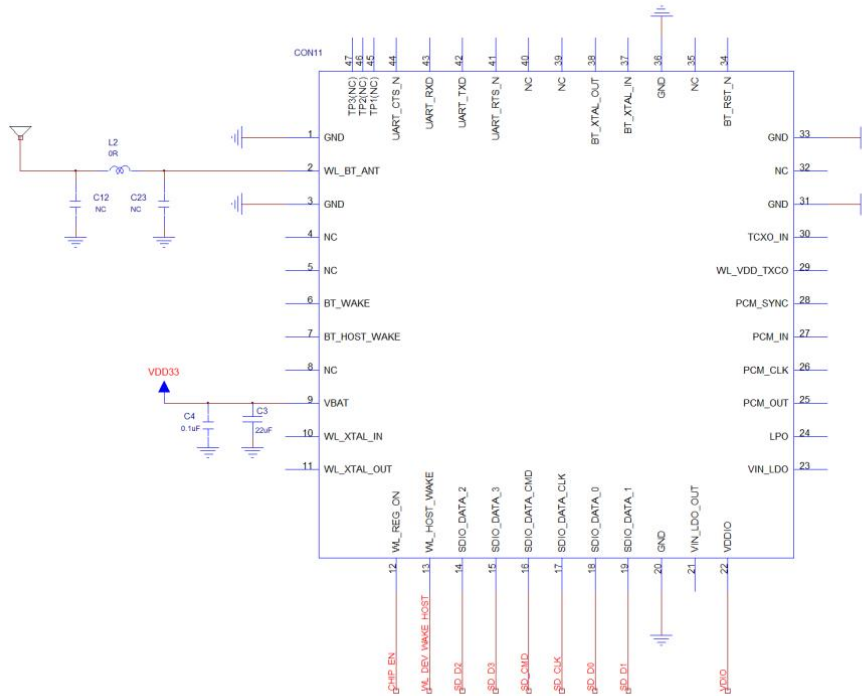 CON11
47
46
45
44
43
42
41
40
39
38
37
36
35
34
TP3(NC)
TP2(NC)
TP1(NC)
UART_CTS_N
UART_RXD
UART_TXD
UART_RTS_N
NC
NC
BT_XTAL_OUT
BT_XTAL_IN
GND
NC
BT_RST_N
1 GND
2 WL_BT_ANT
3 GND
4 NC
5 NC
6 BT_WAKE
7 BT_HOST_WAKE
8 NC
9 VBAT
10 WL_XTAL_IN
11 WL_XTAL_OUT
L2
0R
C12
NC
C23
NC
VDD33
C4
0.1uF
C3
22uF
GND 33
NC 32
GND 31
TCXO_IN 30
WL_VDD_TXCO 29
PCM_SYNC 28
PCM_IN 27
PCM_CLK 26
PCM_OUT 25
LPO 24
VIN_LDO 23
WL_REG_ON
WL_HOST_WAKE
SDIO_DATA_2
SDIO_DATA_3
SDIO_DATA_CMD
SDIO_DATA_CLK
SDIO_DATA_0
SDIO_DATA_1
GND
VIN_LDO_OUT
VDDIO
12
13
14
15
16
17
18
19
20
21
22
CHIP_EN
WL_DEV_WAKE_HOST
SD_D2
SD_D3
SD_CMD
SD_CLK
SD_D0
SD_D1
VDIO